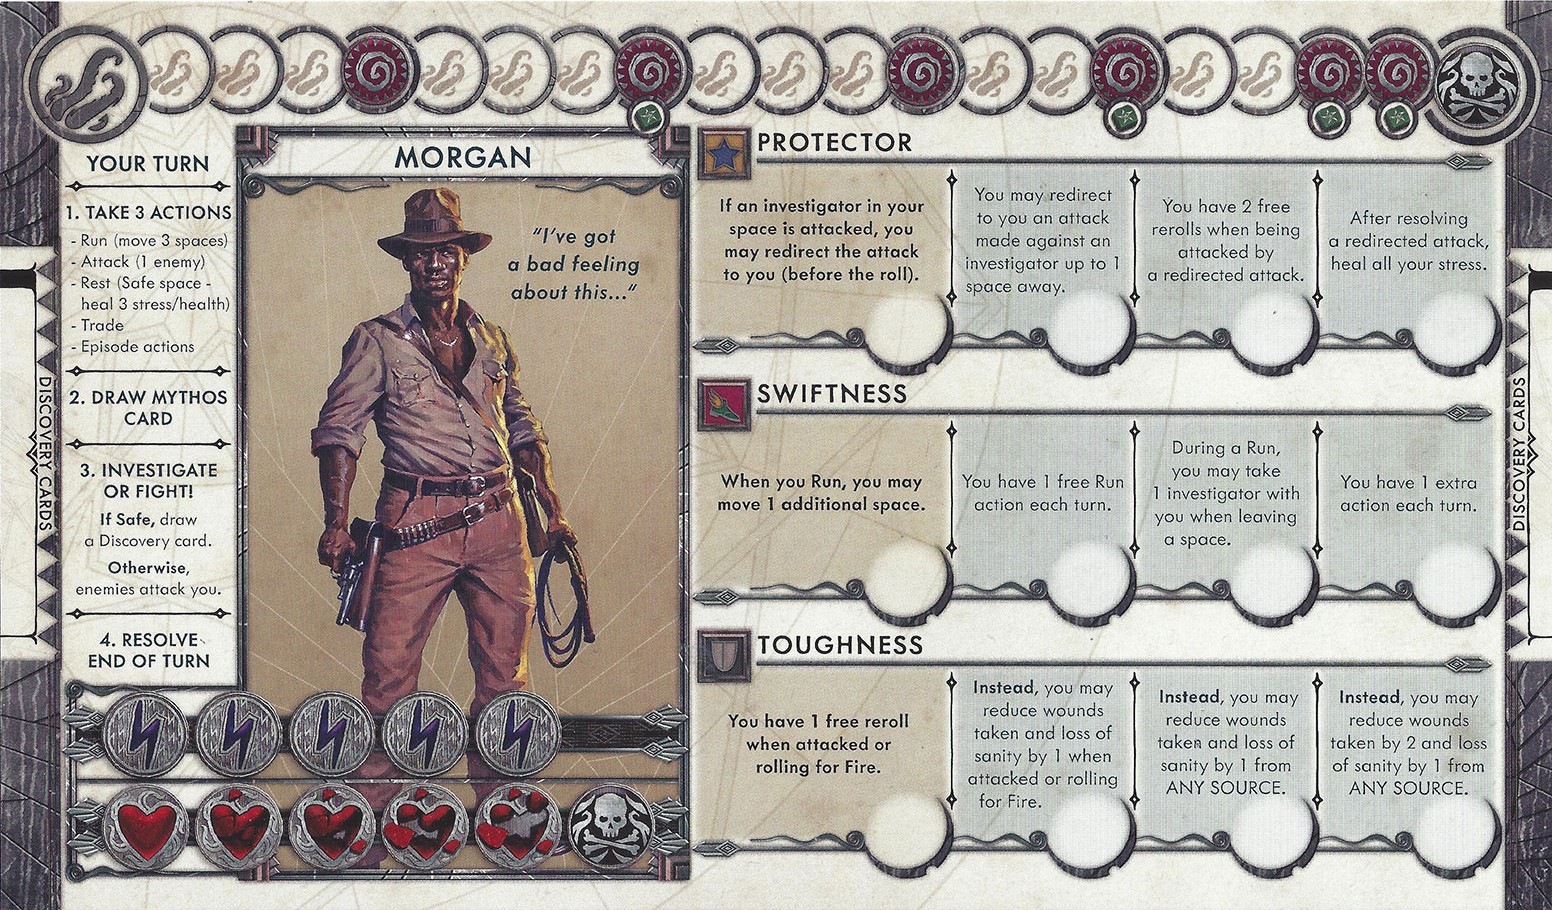 YOUR TURN
1. TAKE 3 ACTIONS
- Run (move 3 spaces)
- Attack (1 enemy)
- Rest (Safe space -
heal 3 stress/health)
- Trade
- Episode actions
2. DRAW MYTHOS
CARD
3. INVESTIGATE
OR FIGHT!
If Safe, draw
a Discovery card.
Otherwise,
enemies attack you.
4. RESOLVE
END OF TURN
DISCOVERY CARDS
MORGAN
"I've got
a bad feeling
about this..."
PROTECTOR
If an investigator in your
space is attacked, you
may redirect the attack
to you (before the roll).
You may redirect
to you an attack
made against an
investigator up to 1
space away.
You have 2 free
rerolls when being
attacked by
a redirected attack.
After resolving
a redirected attack,
heal all your stress.
SWIFTNESS
When you Run, you may
move 1 additional space.
You have 1 free Run
action each turn.
During a Run,
you may take
1 investigator with
you when leaving
a space.
You have 1 extra
action each turn.
TOUGHNESS
You have 1 free reroll
when attacked or
rolling for Fire.
Instead, you may
reduce wounds
taken and loss of
sanity by 1 when
attacked or rolling
for Fire.
Instead, you may
reduce wounds
taken and loss of
sanity by 1 from
ANY SOURCE.
Instead, you may
reduce wounds
taken by 2 and loss
of sanity by 1 from
ANY SOURCE.
DISCOVERY CARDS